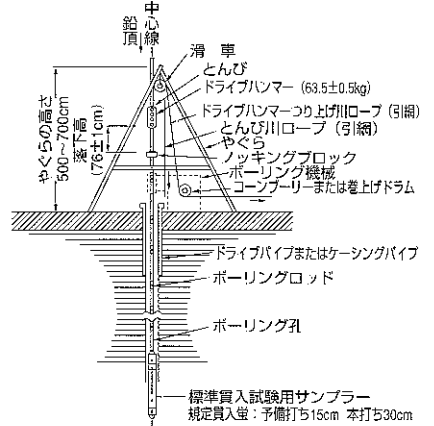 中心線
鉛頂
滑車
とんび
ドライブハンマー (63.5±0.5kg)
ドライブハンマーつり上げ川ロープ (引綱)
とんび川ロープ (引綱)
やぐら
ノッキングブロック
ボーリング機械
コーンプーリーまたは巻上げドラム
やぐらの高さ
500~700cm
落下高
(76±1cm)
ドライブパイプまたはケーシングパイプ
ボーリングロッド
ボーリング孔
標準貫入試験用サンプラー
規定貫入蛍:予備打ち15cm 本打ち30cm